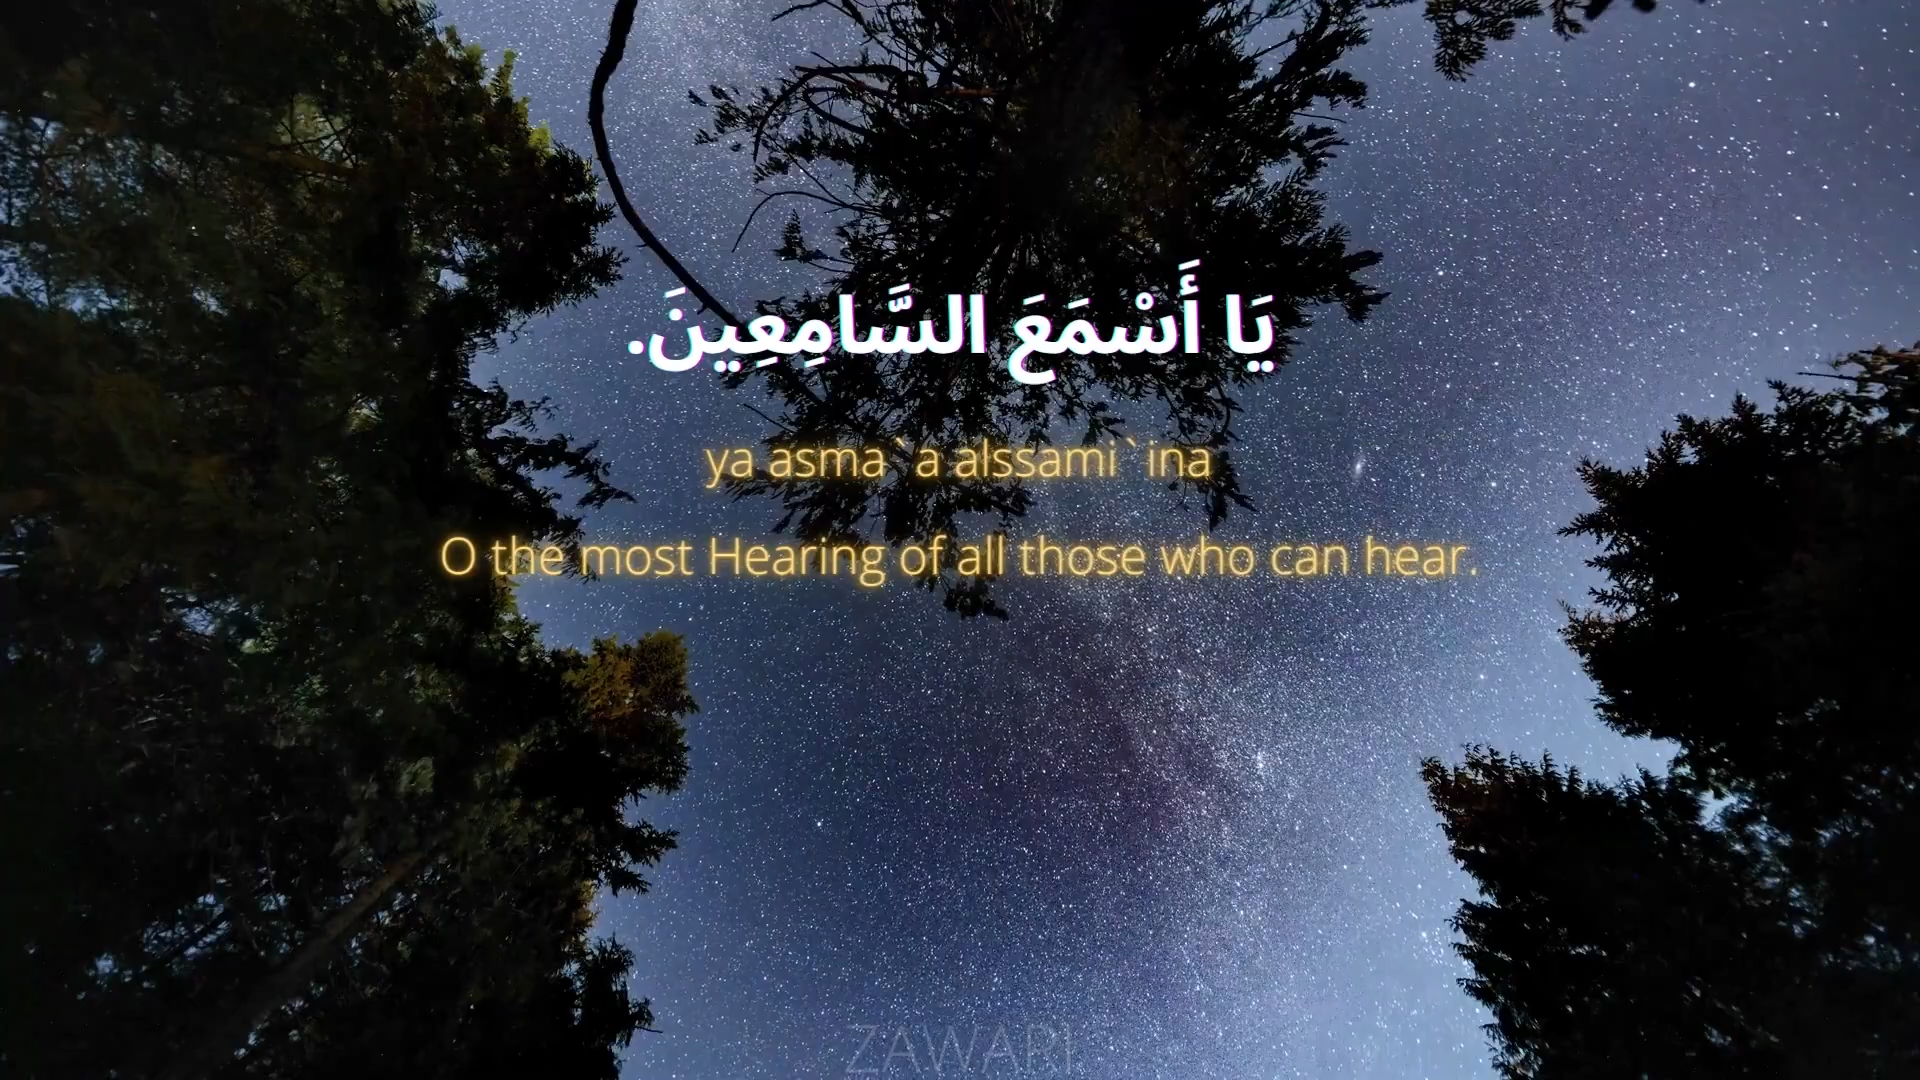 يَا أَسْمَعَ السَّامِعِينَ.
ya asma`a alssami`ina
O the most Hearing of all those who can hear.
ZAWARI